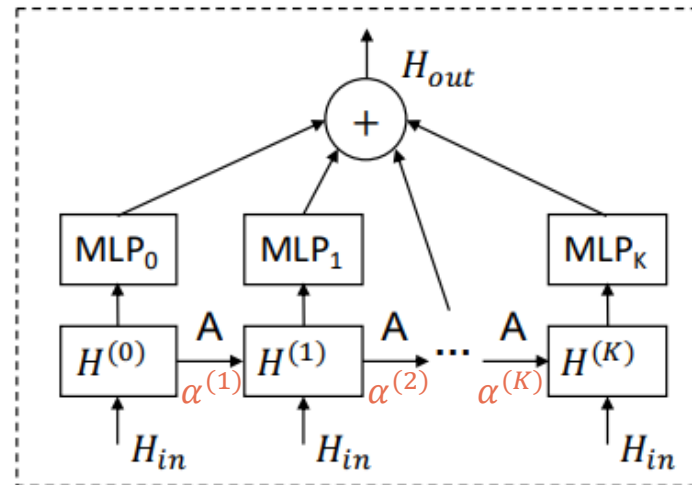 H_out
+
MLP_0 MLP_1 MLP_K
A A A
H^(0) H^(1) ... H^(K)
α^(1) α^(2) α^(K)
H_in H_in H_in